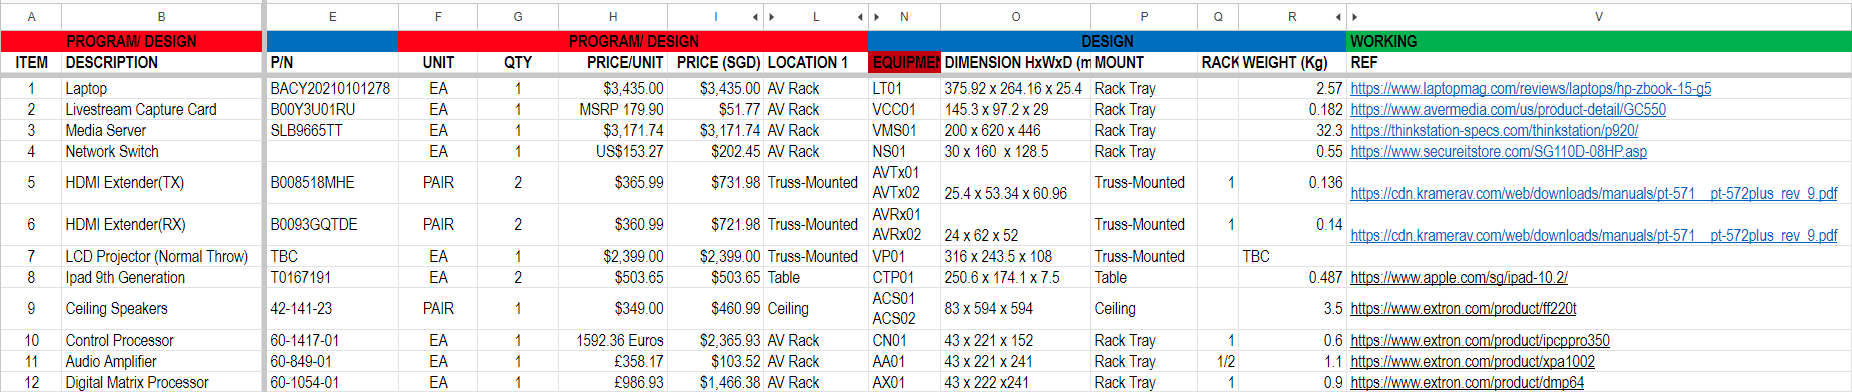 A B E F G H I L N O P Q R V
PROGRAM/ DESIGN PROGRAM/ DESIGN DESIGN WORKING
ITEM DESCRIPTION P/N UNIT QTY PRICE/UNIT PRICE (SGD) LOCATION 1 EQUIPMEN DIMENSION HxWxD (m MOUNT RACK WEIGHT (Kg) REF
1 Laptop BACY20210101278 EA 1 $3,435.00 $3,435.00 AV Rack LT01 375.92 x 264.16 x 25.4 Rack Tray 2.57 https://www.laptopmag.com/reviews/laptops/hp-zbook-15-g5
2 Livestream Capture Card B00Y3U01RU EA 1 MSRP 179.90 $51.77 AV Rack VCC01 145.3 x 97.2 x 29 Rack Tray 0.182 https://www.avermedia.com/us/product-detail/GC550
3 Media Server SLB9665TT EA 1 $3,171.74 $3,171.74 AV Rack VMS01 200 x 620 x 446 Rack Tray 32.3 https://thinkstation-specs.com/thinkstation/p920/
4 Network Switch EA 1 US$153.27 $202.45 AV Rack NS01 30 x 160 x 128.5 Rack Tray 0.55 https://www.secureitstore.com/SG110D-08HP.asp
5 HDMI Extender(TX) B008518MHE PAIR 2 $365.99 $731.98 Truss-Mounted AVTx01
AVTx02 25.4 x 53.34 x 60.96 Truss-Mounted 1 0.136 https://cdn.kramerav.com/web/downloads/manuals/pt-571__pt-572plus_rev_9.pdf
6 HDMI Extender(RX) B0093GQTDE PAIR 2 $360.99 $721.98 Truss-Mounted AVRx01
AVRx02 24 x 62 x 52 Truss-Mounted 1 0.14 https://cdn.kramerav.com/web/downloads/manuals/pt-571__pt-572plus_rev_9.pdf
7 LCD Projector (Normal Throw) TBC EA 1 $2,399.00 $2,399.00 Truss-Mounted VP01 316 x 243.5 x 108 Truss-Mounted TBC
8 Ipad 9th Generation T0167191 EA 2 $503.65 $503.65 Table CTP01 250.6 x 174.1 x 7.5 Table 0.487 https://www.apple.com/sg/ipad-10.2/
9 Ceiling Speakers 42-141-23 PAIR 1 $349.00 $460.99 Ceiling ACS01
ACS02 83 x 594 x 594 Ceiling 3.5 https://www.extron.com/product/ff220t
10 Control Processor 60-1417-01 EA 1 1592.36 Euros $2,365.93 AV Rack CN01 43 x 221 x 152 Rack Tray 1 0.6 https://www.extron.com/product/ipcppro350
11 Audio Amplifier 60-849-01 EA 1 £358.17 $103.52 AV Rack AA01 43 x 221 x 241 Rack Tray 1/2 1.1 https://www.extron.com/product/xpa1002
12 Digital Matrix Processor 60-1054-01 EA 1 £986.93 $1,466.38 AV Rack AX01 43 x 222 x241 Rack Tray 1 0.9 https://www.extron.com/product/dmp64